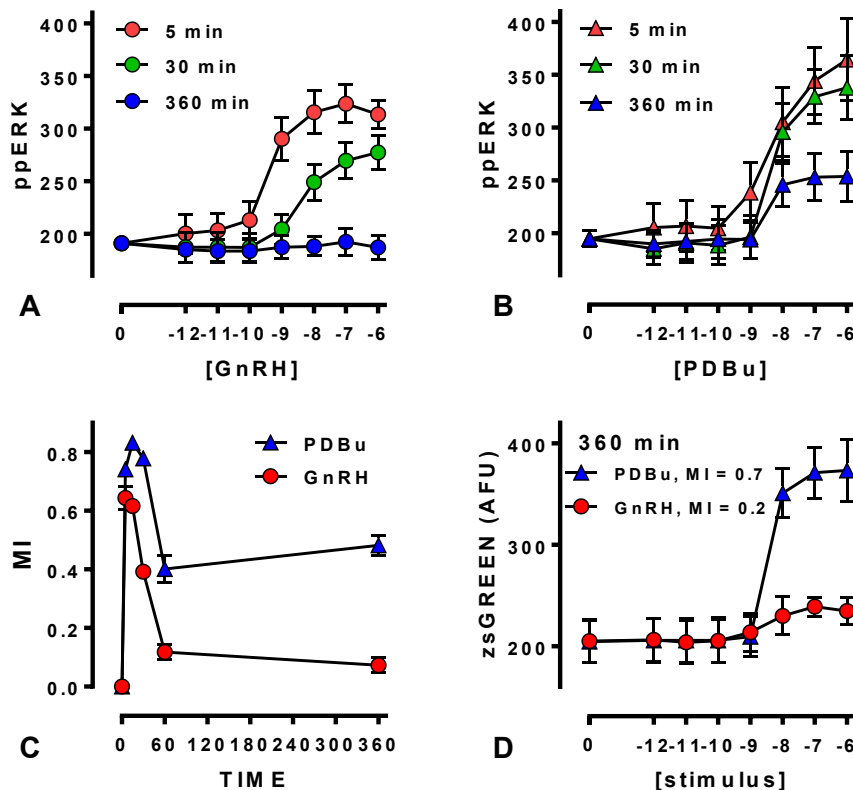 400
350
300
250
200
ppERK
5 min
30 min
360 min
0
-12
-11
-10
-9
-8
-7
-6
[GnRH]
A
400
350
300
250
200
ppERK
5 min
30 min
360 min
0
-12
-11
-10
-9
-8
-7
-6
[PDBu]
B
0.8
0.6
0.4
0.2
0.0
MI
PDBu
GnRH
0
60
120
180
240
300
360
TIME
C
400
300
200
zsGREEN (AFU)
360 min
PDBu, MI = 0.7
GnRH, MI = 0.2
0
-12
-11
-10
-9
-8
-7
-6
[stimulus]
D